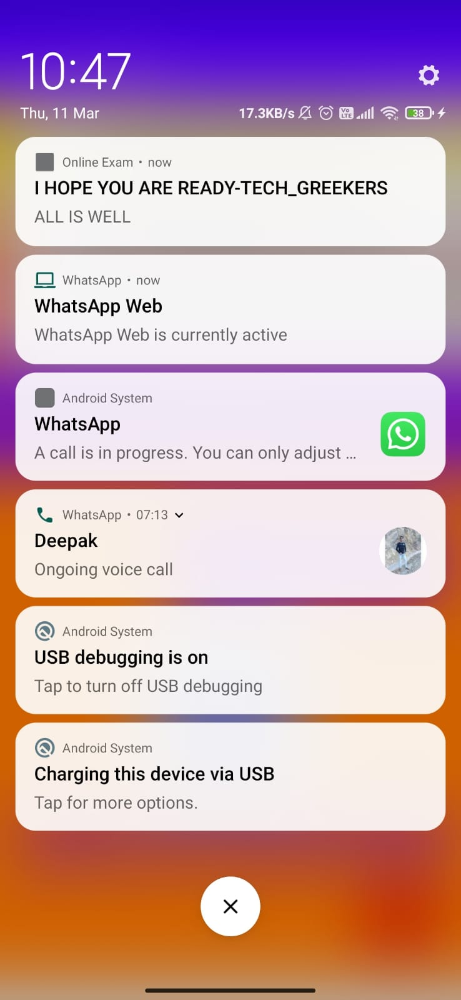 10:47
Thu, 11 Mar
17.3KB/s Vo LTE 38
Online Exam • now
I HOPE YOU ARE READY-TECH_GREEKERS
ALL IS WELL
WhatsApp • now
WhatsApp Web
WhatsApp Web is currently active
Android System
WhatsApp
A call is in progress. You can only adjust ...
WhatsApp • 07:13
Deepak
Ongoing voice call
Android System
USB debugging is on
Tap to turn off USB debugging
Android System
Charging this device via USB
Tap for more options.